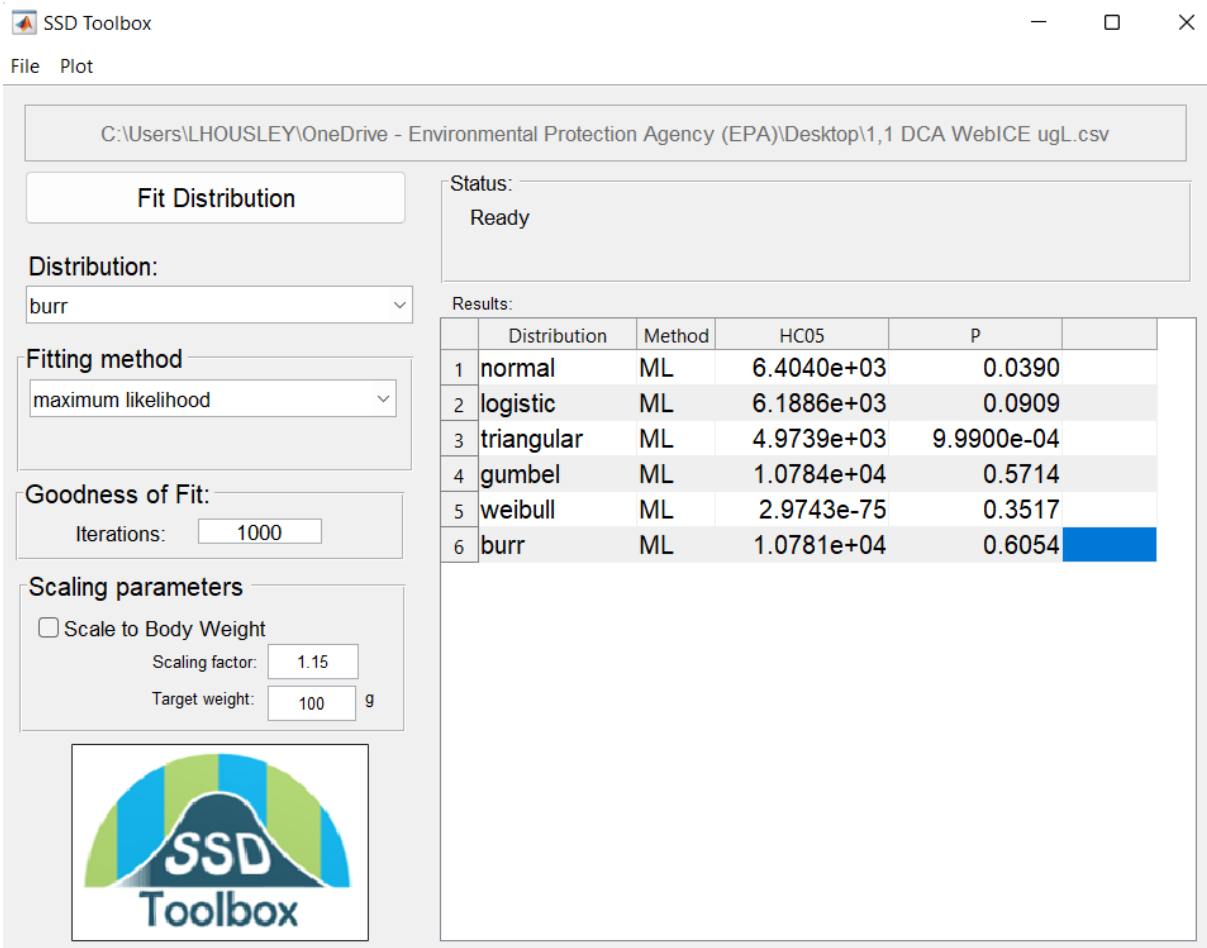 SSD Toolbox
File Plot
C:\Users\LHOUSLEY\OneDrive - Environmental Protection Agency (EPA)\Desktop\1,1 DCA WebICE ugL.csv
Fit Distribution
Distribution:
burr
Fitting method
maximum likelihood
Goodness of Fit:
Iterations: 1000
Scaling parameters
Scale to Body Weight
Scaling factor: 1.15
Target weight: 100 g
SSD
Toolbox
Status:
Ready
Results:
Distribution Method HC05 P
1 normal ML 6.4040e+03 0.0390
2 logistic ML 6.1886e+03 0.0909
3 triangular ML 4.9739e+03 9.9900e-04
4 gumbel ML 1.0784e+04 0.5714
5 weibull ML 2.9743e-75 0.3517
6 burr ML 1.0781e+04 0.6054